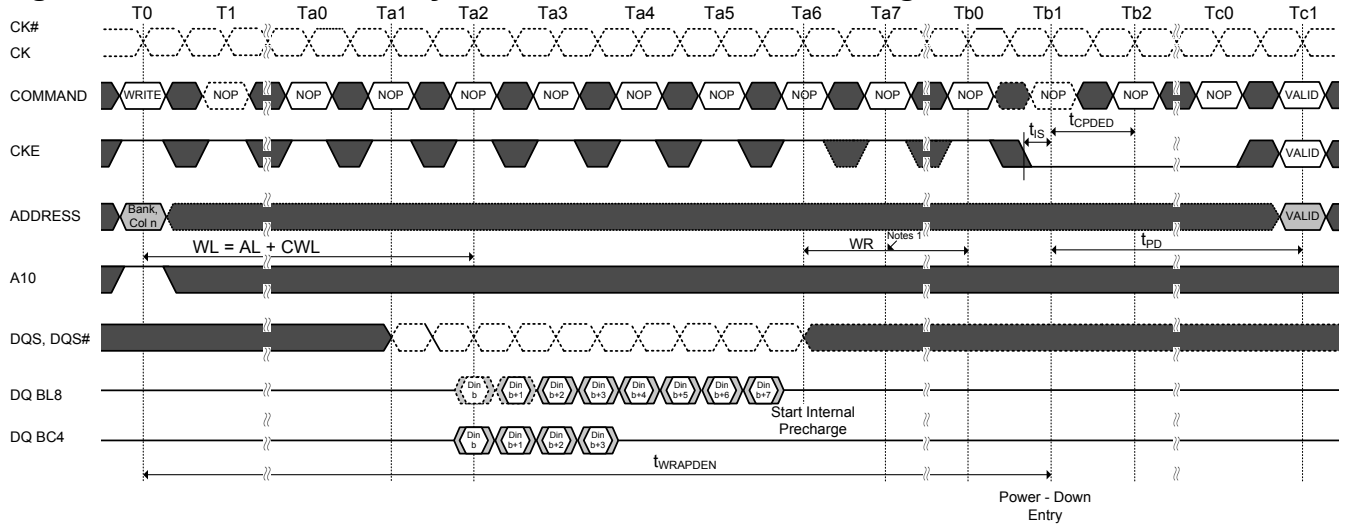 T0 T1 Ta0 Ta1 Ta2 Ta3 Ta4 Ta5 Ta6 Ta7 Tb0 Tb1 Tb2 Tc0 Tc1
CK#
CK
COMMAND WRITE NOP NOP NOP NOP NOP NOP NOP NOP NOP NOP NOP NOP NOP VALID
tIS tCPDED
CKE VALID
ADDRESS Bank, Col n VALID
WL = AL + CWL WR Notes 1 tPD
A10
DQS, DQS#
DQ BL8 Din b Din b+1 Din b+2 Din b+3 Din b+4 Din b+5 Din b+6 Din b+7
Start Internal
Precharge
DQ BC4 Din b Din b+1 Din b+2 Din b+3
tWRAPDEN
Power - Down
Entry